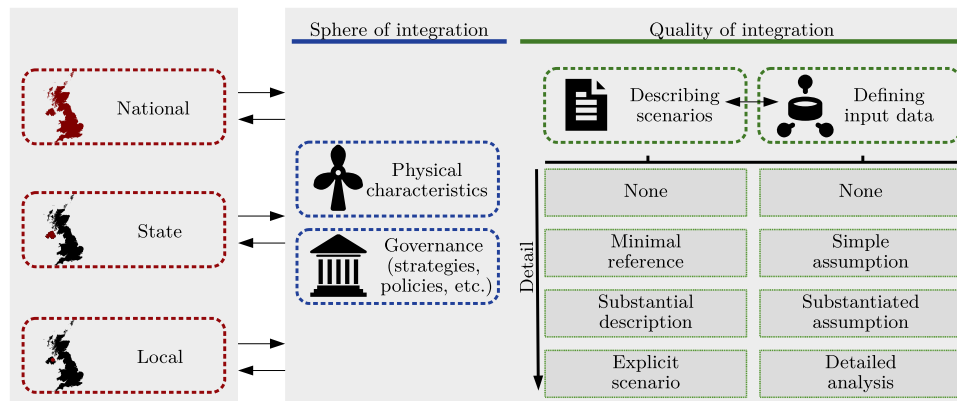 Sphere of integration
Quality of integration
National
State
Local
Physical
characteristics
Governance
(strategies,
policies, etc.)
Describing
scenarios
Defining
input data
Detail
None
None
Minimal
reference
Simple
assumption
Substantial
description
Substantiated
assumption
Explicit
scenario
Detailed
analysis